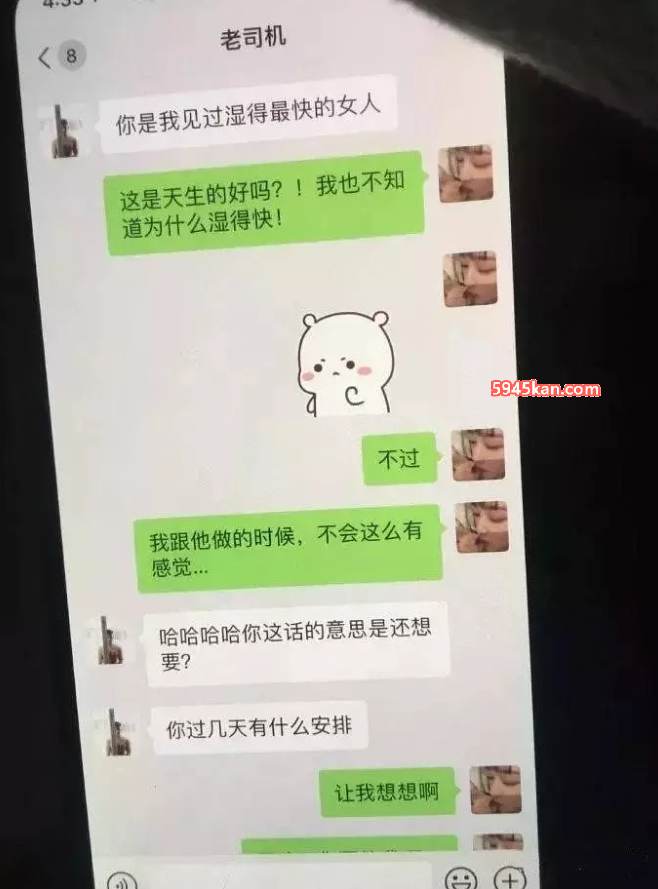 老司机
8
你是我见过湿得最快的女人
这是天生的好吗？！我也不知
道为什么湿得快！
5945kan.com
不过
我跟他做的时候，不会这么有
感觉...
哈哈哈哈你这话的意思是还想
要？
你过几天有什么安排
让我想想啊